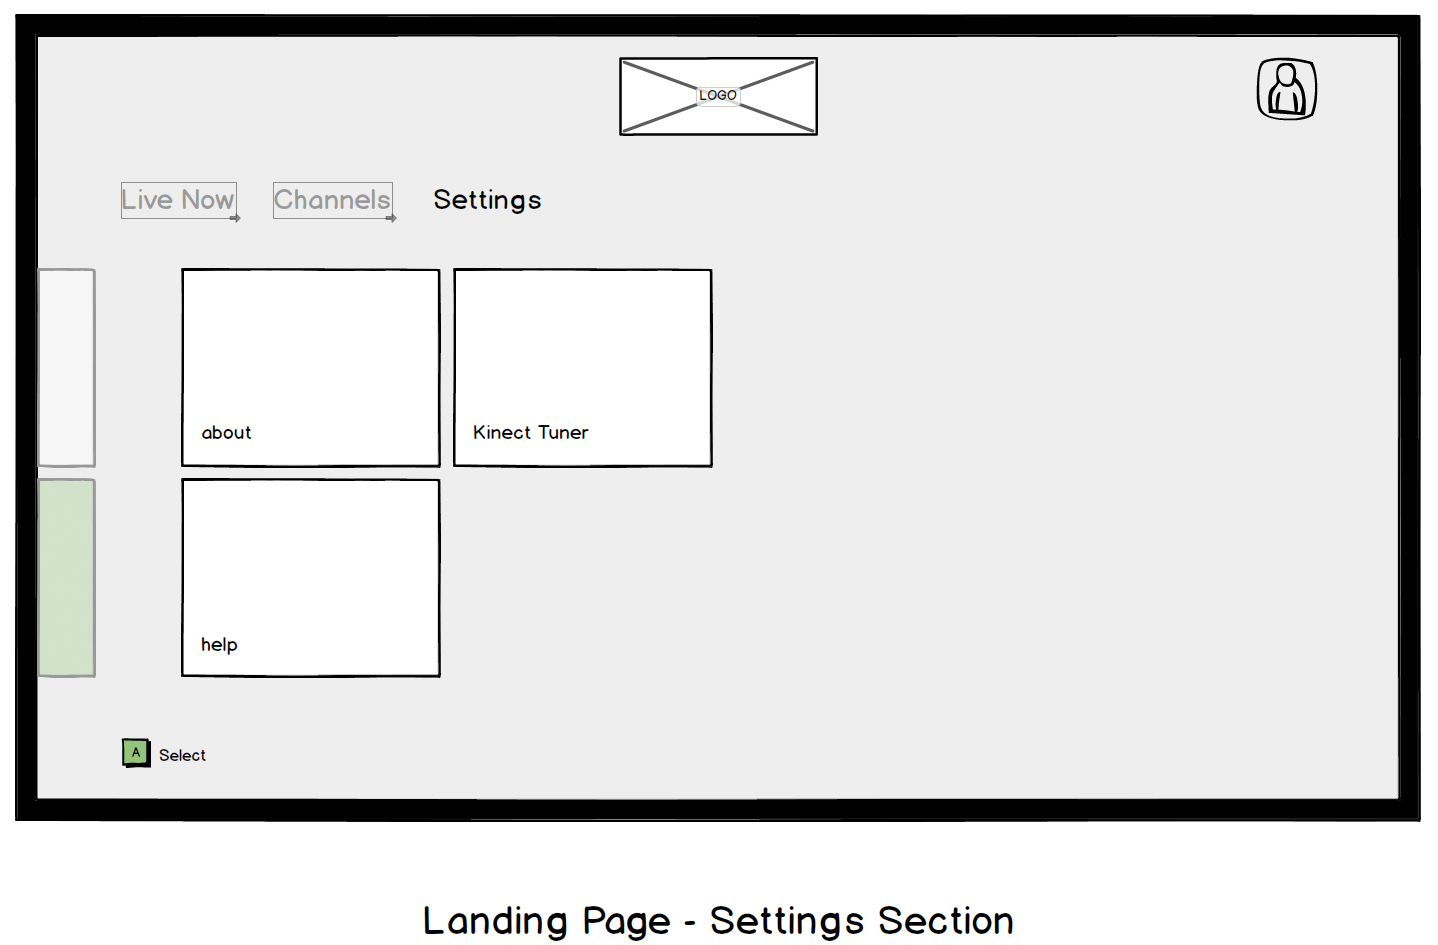 LOGO
Live Now
Channels
Settings
about
Kinect Tuner
help
A
Select
Landing Page - Settings Section